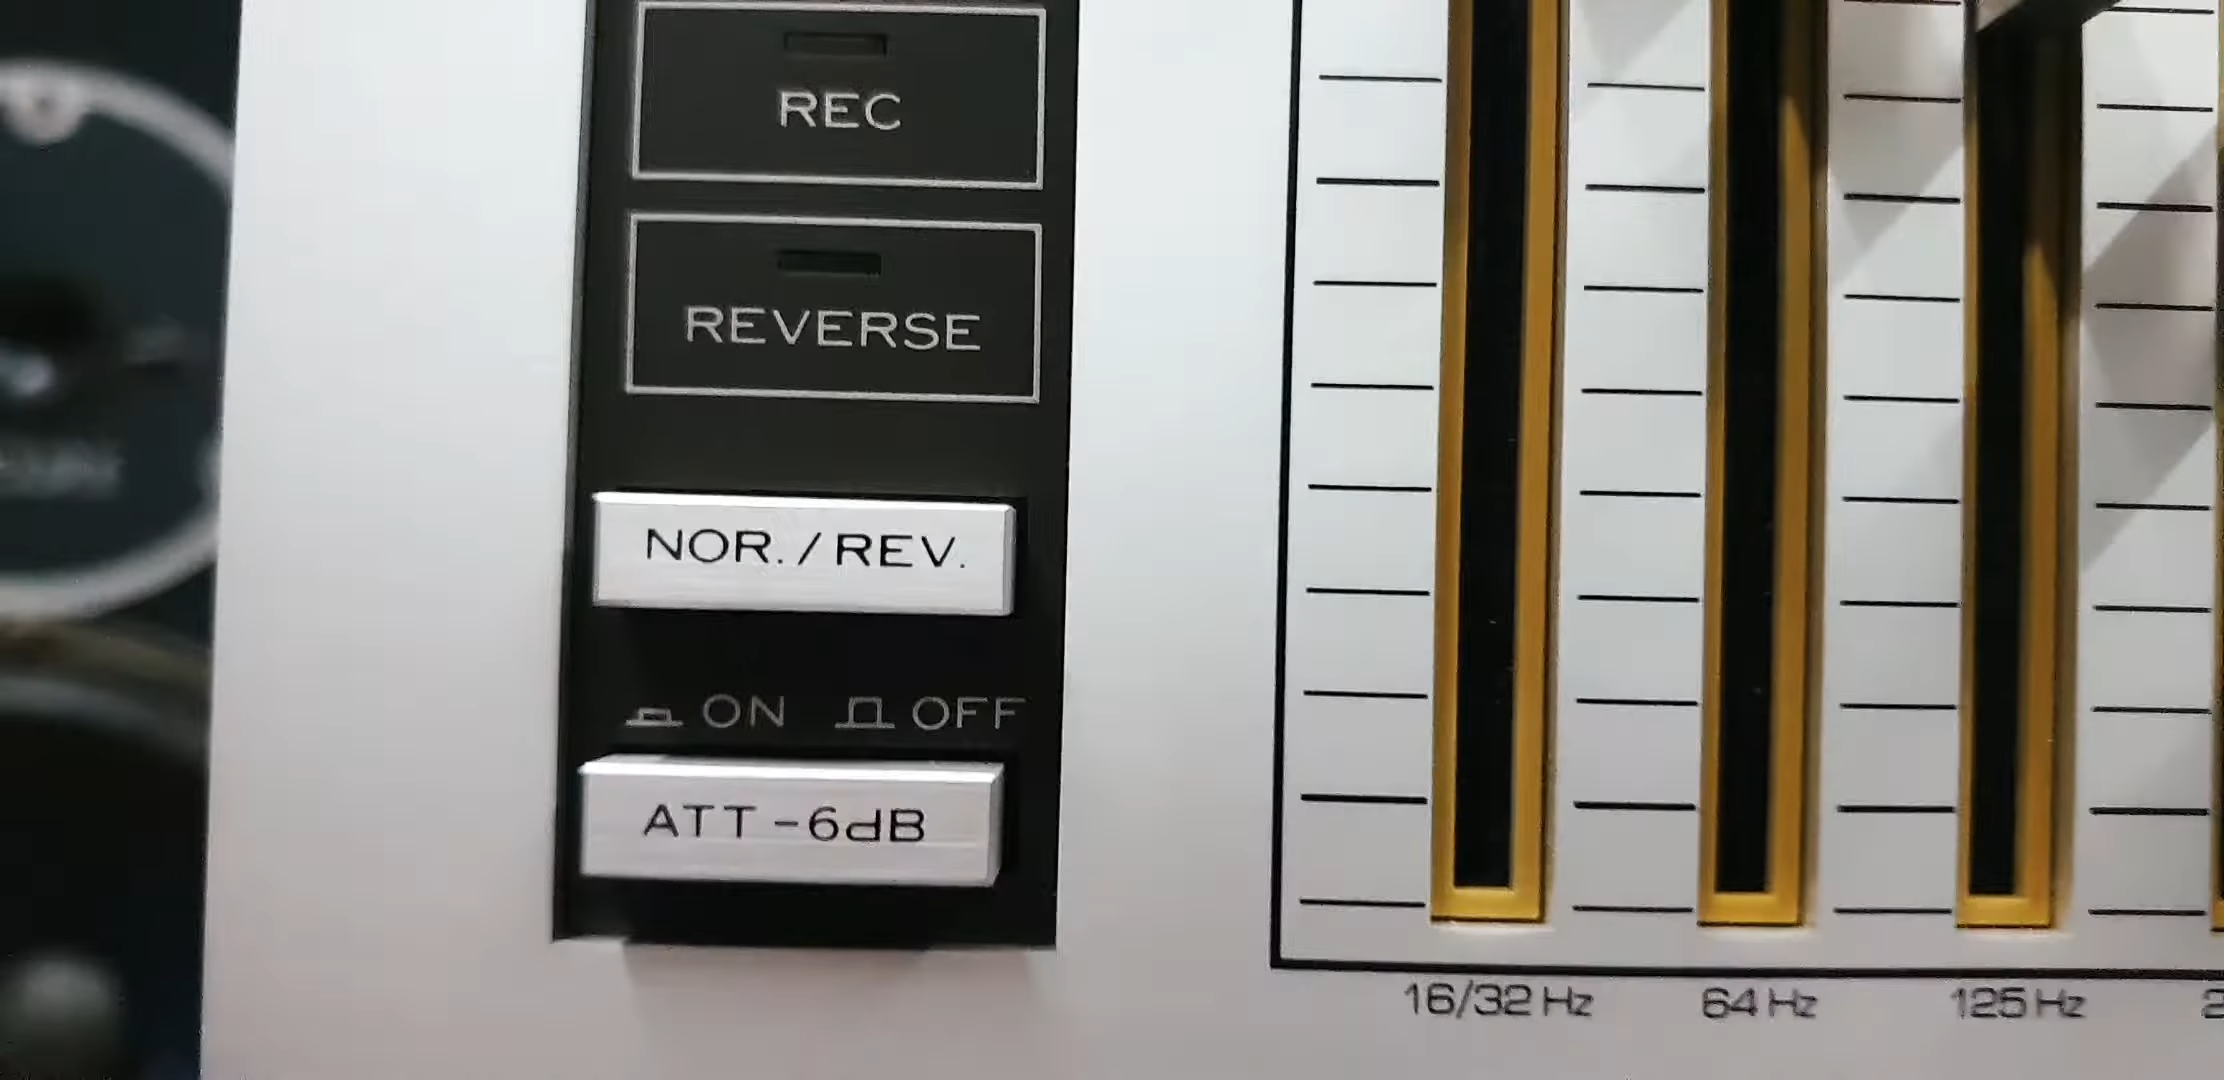 REC
REVERSE
NOR. / REV.
ON OFF
ATT -6dB
16/32 Hz 64 Hz 125 Hz